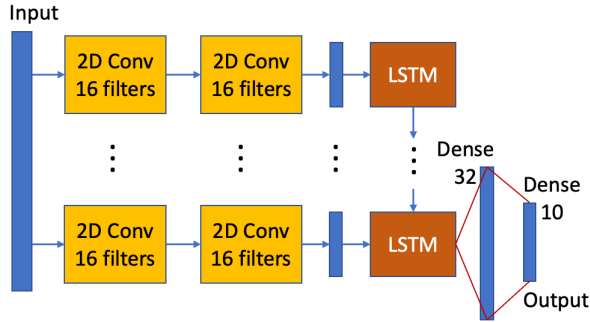 Input
2D Conv
16 filters
2D Conv
16 filters
LSTM
2D Conv
16 filters
2D Conv
16 filters
LSTM
Dense
32
Dense
10
Output